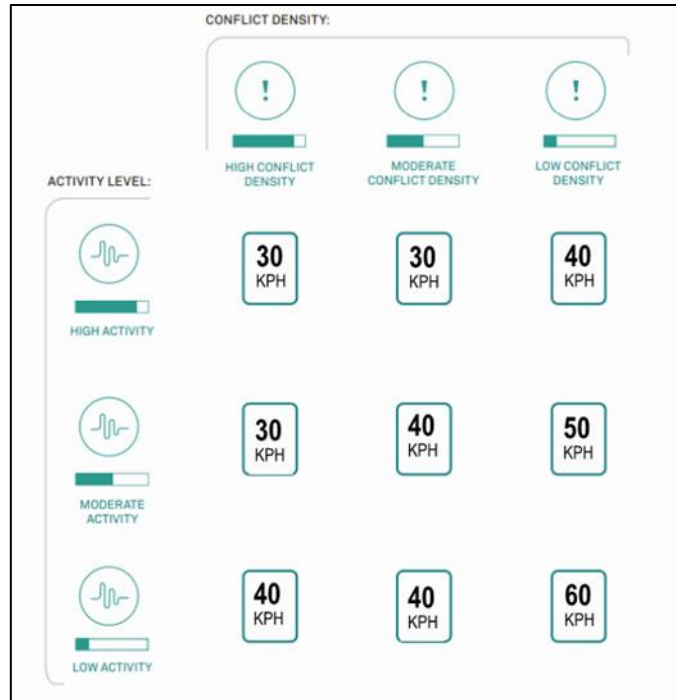 CONFLICT DENSITY:
!
!
!
HIGH CONFLICT
DENSITY
MODERATE
CONFLICT DENSITY
LOW CONFLICT
DENSITY
ACTIVITY LEVEL:
30
KPH
30
KPH
40
KPH
HIGH ACTIVITY
30
KPH
40
KPH
50
KPH
MODERATE
ACTIVITY
40
KPH
40
KPH
60
KPH
LOW ACTIVITY